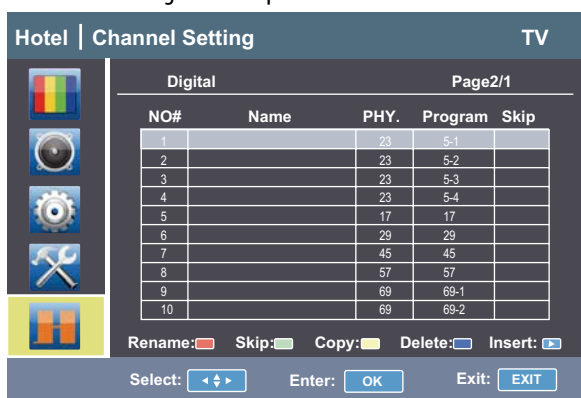 Hotel | Channel Setting TV
Digital Page2/1
NO# Name PHY. Program Skip
1 23 5-1
2 23 5-2
3 23 5-3
4 23 5-4
5 17 17
6 29 29
7 45 45
8 57 57
9 69 69-1
10 69 69-2
Rename: Skip: Copy: Delete: Insert:
Select: Enter: OK Exit: EXIT